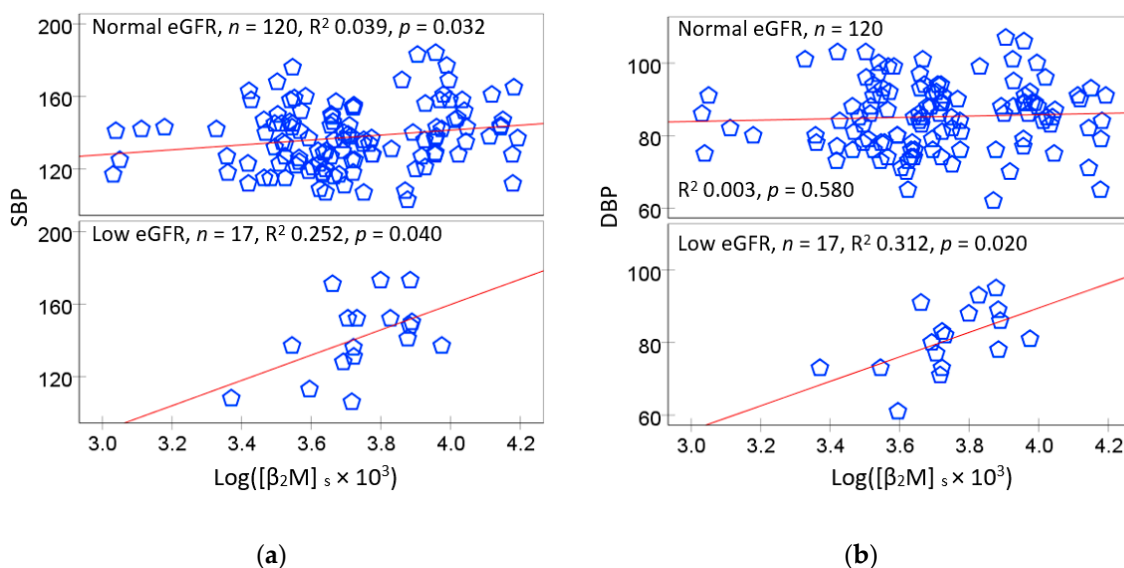 Normal eGFR, n = 120, R² 0.039, p = 0.032
200
160
120
SBP
Low eGFR, n = 17, R² 0.252, p = 0.040
200
160
120
3.0 3.2 3.4 3.6 3.8 4.0 4.2
Log([β₂M] s × 10³)
(a)
Normal eGFR, n = 120
100
80
60
R² 0.003, p = 0.580
DBP
Low eGFR, n = 17, R² 0.312, p = 0.020
100
80
60
3.0 3.2 3.4 3.6 3.8 4.0 4.2
Log([β₂M] s × 10³)
(b)